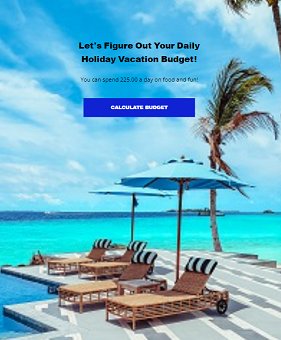 Let's Figure Out Your Daily
Holiday Vacation Budget!
You can spend 225.00 a day on food and fun!
CALCULATE BUDGET